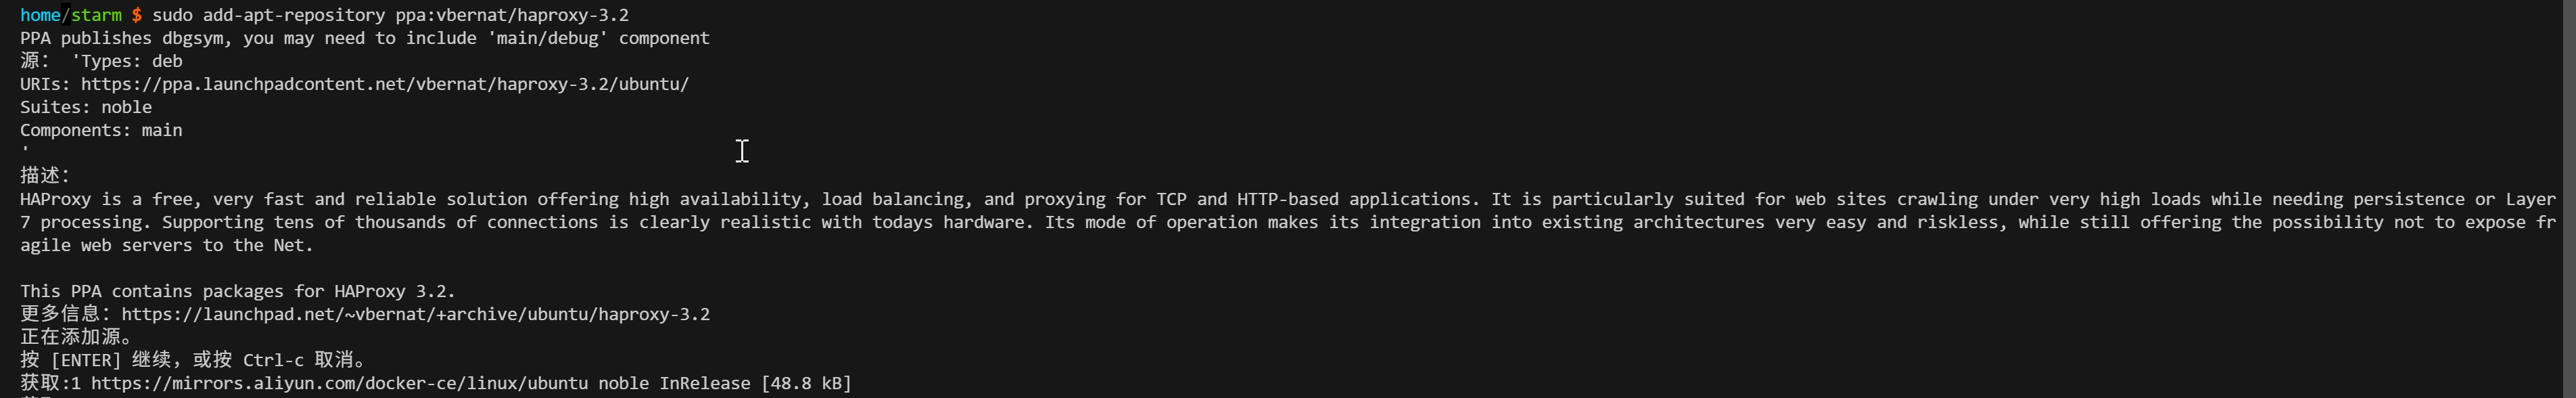 home/starm $ sudo add-apt-repository ppa:vbernat/haproxy-3.2
PPA publishes dbgsym, you may need to include 'main/debug' component
源： 'Types: deb
URIs: https://ppa.launchpadcontent.net/vbernat/haproxy-3.2/ubuntu/
Suites: noble
Components: main
'
描述：
HAProxy is a free, very fast and reliable solution offering high availability, load balancing, and proxying for TCP and HTTP-based applications. It is particularly suited for web sites crawling under very high loads while needing persistence or Layer
7 processing. Supporting tens of thousands of connections is clearly realistic with todays hardware. Its mode of operation makes its integration into existing architectures very easy and riskless, while still offering the possibility not to expose fr
agile web servers to the Net.
This PPA contains packages for HAProxy 3.2.
更多信息：https://launchpad.net/~vbernat/+archive/ubuntu/haproxy-3.2
正在添加源。
按 [ENTER] 继续，或按 Ctrl-c 取消。
获取:1 https://mirrors.aliyun.com/docker-ce/linux/ubuntu noble InRelease [48.8 kB]